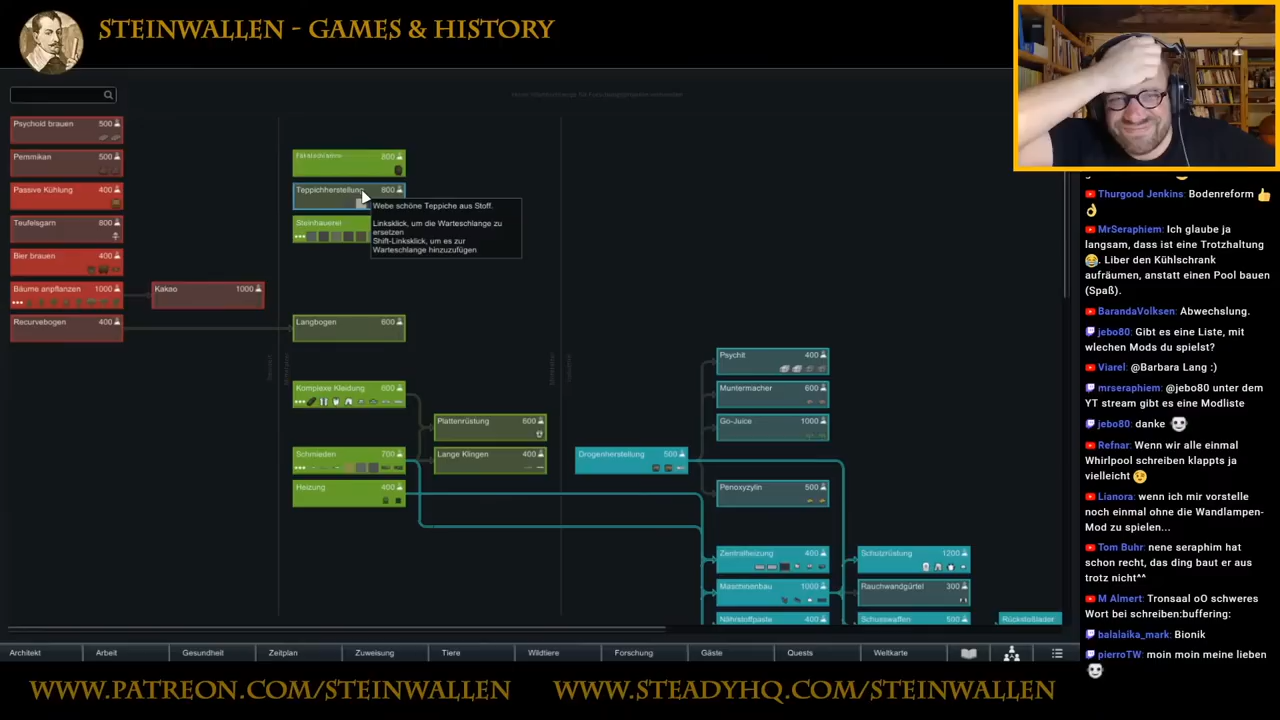 STEINWALLEN - GAMES & HISTORY
Psychoid brauen 500
Pemmikan 500
Passive Kühlung 400
Teufelsgarn 800
Bier brauen 400
Bäume anpflanzen 1000
Kakao 1000
Recurvebogen 400
800
Teppichherstellung 800
Steinhauerei
Webe schöne Teppiche aus Stoff.
Linksklick, um die Warteschlange zu
ersetzen
Shift-Linksklick, um es zur
Warteschlange hinzuzufügen
Langbogen 600
Komplexe Kleidung 600
Plattenrüstung 600
Schmieden 700
Lange Klingen 400
Heizung 400
Drogenherstellung 500
Psychit 400
Muntermacher 600
Go-Juice 1000
Penoxyzylin 500
Zentralheizung 400
Schutzrüstung 1200
Maschinenbau 1000
Rauchwandgürtel 300
Nährstoffpaste 400
Schusswaffen 500
Rückstoßlader
Architekt Arbeit Gesundheit Zeitplan Zuweisung Tiere Wildtiere Forschung Gäste Quests Weltkarte
Thurgood Jenkins: Bodenreform 👍
👌
MrSeraphiem: Ich glaube ja
langsam, dass ist eine Trotzhaltung
😂. Liber den Kühlschrank
aufräumen, anstatt einen Pool bauen
(Spaß).
BarandaVolksen: Abwechslung.
jebo80: Gibt es eine Liste, mit
wlechen Mods du spielst?
Viarel: @Barbara Lang :)
mrseraphiem: @jebo80 unter dem
YT stream gibt es eine Modliste
jebo80: danke
Refnar: Wenn wir alle einmal
Whirlpool schreiben klappts ja
vielleicht 😉
Lianora: wenn ich mir vorstelle
noch einmal ohne die Wandlampen-
Mod zu spielen...
Tom Buhr: nene seraphim hat
schon recht, das ding baut er aus
trotz nicht^^
M Almert: Tronsaal oO schweres
Wort bei schreiben:buffering:
balalaika_mark: Bionik
pierroTW: moin moin meine lieben
WWW.PATREON.COM/STEINWALLEN WWW.STEADYHQ.COM/STEINWALLEN